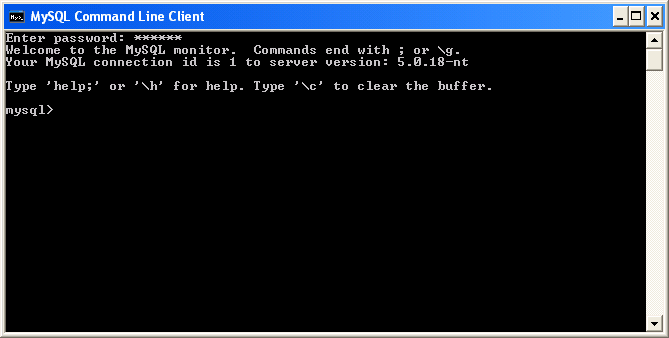 MySQL Command Line Client
Enter password: ******
Welcome to the MySQL monitor.  Commands end with ; or \g.
Your MySQL connection id is 1 to server version: 5.0.18-nt
Type 'help;' or '\h' for help. Type '\c' to clear the buffer.
mysql>